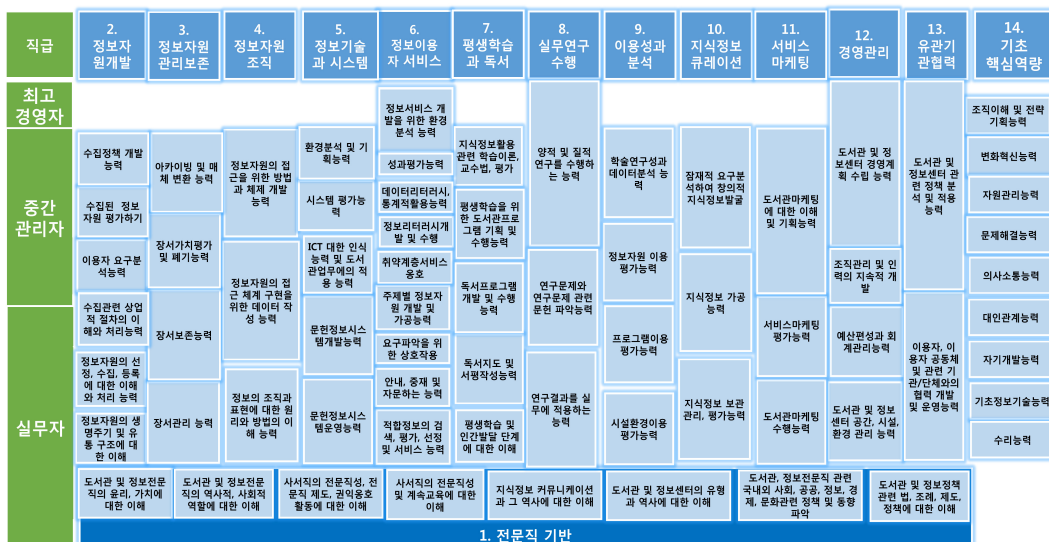 직급
2.
정보자
원개발
3.
정보자원
관리보존
4.
정보자원
조직
5.
정보기술
과 시스템
6.
정보이용
자 서비스
7.
평생학습
과 독서
8.
실무연구
수행
9.
이용성과
분석
10.
지식정보
큐레이션
11.
서비스
마케팅
12.
경영관리
13.
유관기
관협력
14.
기초
핵심역량
최고
경영자
중간
관리자
실무자
수집정책 개발
능력
수집된 정보
자원 평가하기
이용자 요구분
석능력
수집관련 상업
적 절차의 이
해와 처리능력
정보자원의 선
정, 수집, 등록
에 대한 이해
와 처리 능력
정보자원의 생
명주기 및 유
통 구조에 대
한 이해
아카이빙 및 매
체 변환 능력
장서가치평가
및 폐기능력
장서보존능력
장서관리 능력
정보자원의 접
근을 위한 방법
과 체제 개발
능력
정보자원의 접
근 체계 구현을
위한 데이터 작
성 능력
정보의 조직과
표현에 대한 원
리와 방법의 이
해 능력
환경분석 및 기
획능력
시스템 평가능
력
ICT 대한 인식
능력 및 도서
관업무에의 적
용 능력
문헌정보시스
템개발능력
문헌정보시스
템운영능력
정보서비스 개
발을 위한 환경
분석 능력
성과평가능력
데이터리터러시,
통계적활용능력
정보리터러시개
발 및 수행
취약계층서비스
옹호
주제별 정보자
원 개발 및
가공능력
요구파악을 위
한 상호작용
안내, 중재 및
자문하는 능력
적합정보의 검
색, 평가, 선정
및 서비스 능력
지식정보활용
관련 학습이론,
교수법, 평가
평생학습을 위
한 도서관프로
그램 기획 및
수행능력
독서프로그램
개발 및 수행
능력
독서지도 및
서평작성능력
평생학습 및
인간발달 단계
에 대한 이해
양적 및 질적
연구를 수행하
는 능력
연구문제와
연구문제 관련
문헌 파악능력
연구결과를 실
무에 적용하는
능력
학술연구성과
데이터분석 능
력
정보자원 이용
평가능력
프로그램이용
평가능력
시설환경이용
평가능력
잠재적 요구분
석하여 창의적
지식정보발굴
지식정보 가공
능력
지식정보 보관
관리, 평가능력
도서관마케팅
에 대한 이해
및 기획능력
서비스마케팅
평가능력
도서관마케팅
수행능력
도서관 및 정
보센터 경영계
획 수립 능력
조직관리 및 인
력의 지속적 개
발
예산편성과 회
계관리능력
도서관 및 정보
센터 공간, 시설,
환경 관리 능력
도서관 및
정보센터 관
련 정책 분
석 및 적용
능력
이용자, 이
용자 공동체
및 관련 기
관/단체와의
협력 개발
및 운영능력
조직이해 및 전략
기획능력
변화혁신능력
자원관리능력
문제해결능력
의사소통능력
대인관계능력
자기개발능력
기초정보기술능력
수리능력
도서관 및 정보전문
직의 윤리, 가치에
대한 이해
도서관 및 정보전문
직의 역사적, 사회적
역할에 대한 이해
사서직의 전문직성, 전
문직 제도, 권익옹호
활동에 대한 이해
사서직의 전문직성
및 계속교육에 대한
이해
지식정보 커뮤니케이션
과 그 역사에 대한 이해
도서관 및 정보센터의 유형
과 역사에 대한 이해
도서관, 정보전문직 관련
국내외 사회, 공공, 정보, 경
제, 문화관련 정책 및 동향
파악
도서관 및 정보정책
관련 법, 조례, 제도,
정책에 대한 이해
1. 전문직 기반